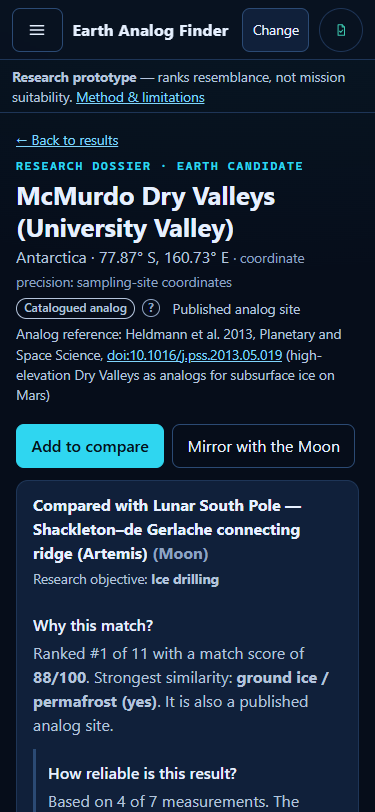 Earth Analog Finder
Change
Research prototype — ranks resemblance, not mission
suitability. Method & limitations
← Back to results
RESEARCH DOSSIER · EARTH CANDIDATE
McMurdo Dry Valleys
(University Valley)
Antarctica · 77.87° S, 160.73° E · coordinate
precision: sampling-site coordinates
Catalogued analog ? Published analog site
Analog reference: Heldmann et al. 2013, Planetary and
Space Science, doi:10.1016/j.pss.2013.05.019 (high-
elevation Dry Valleys as analogs for subsurface ice on
Mars)
Add to compare Mirror with the Moon
Compared with Lunar South Pole —
Shackleton–de Gerlache connecting
ridge (Artemis) (Moon)
Research objective: Ice drilling
Why this match?
Ranked #1 of 11 with a match score of
88/100. Strongest similarity: ground ice /
permafrost (yes). It is also a published
analog site.
How reliable is this result?
Based on 4 of 7 measurements. The